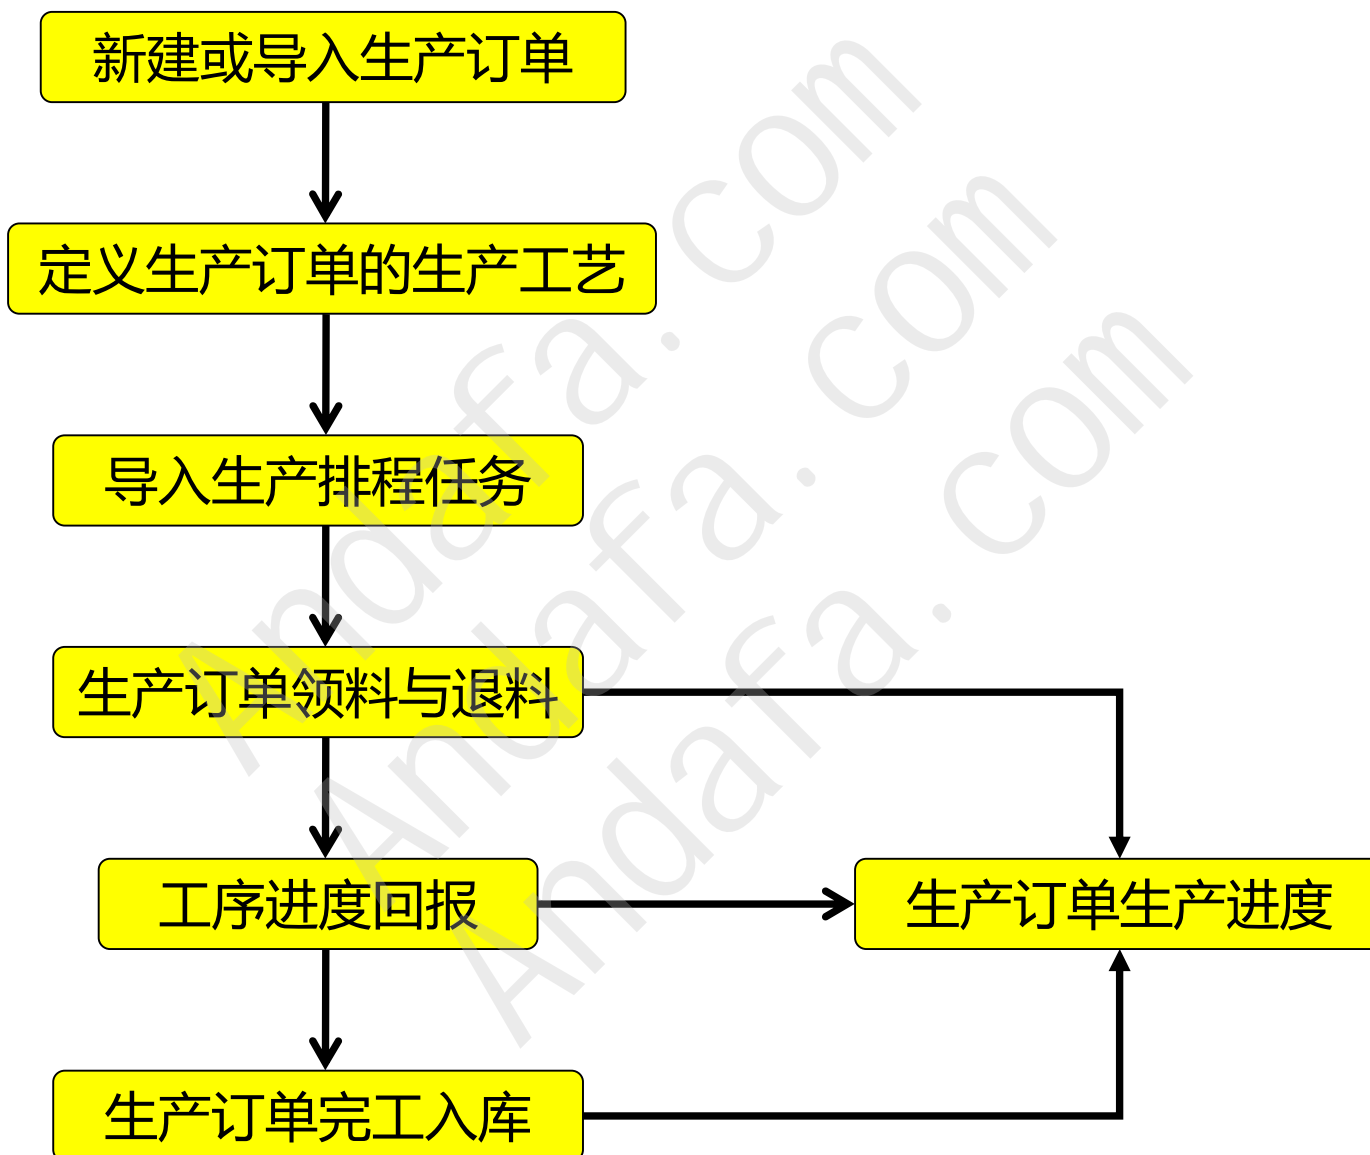 新建或导入生产订单
定义生产订单的生产工艺
导入生产排程任务
生产订单领料与退料
工序进度回报
生产订单生产进度
生产订单完工入库
Andafa.com
Andafa.com
Andafa.com